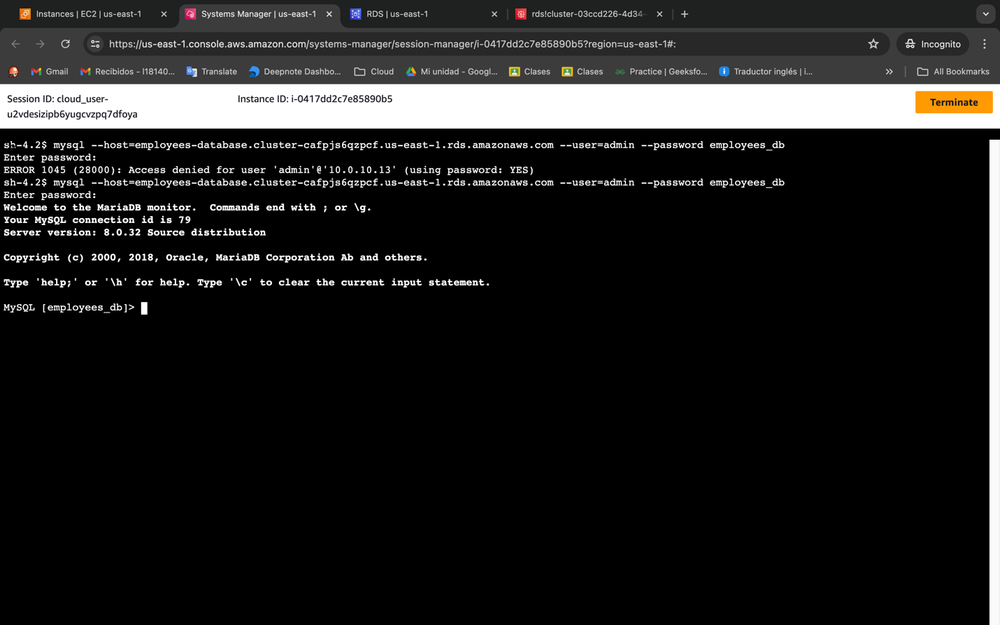 Instances | EC2 | us-east-1
Systems Manager | us-east-1
RDS | us-east-1
rds!cluster-03ccd226-4d34-
https://us-east-1.console.aws.amazon.com/systems-manager/session-manager/i-0417dd2c7e85890b5?region=us-east-1#:
Incognito
Gmail
Recibidos - l18140...
Translate
Deepnote Dashbo...
Cloud
Mi unidad - Googl...
Clases
Clases
Practice | Geeksfo...
Traductor inglés | i...
All Bookmarks
Session ID: cloud_user-
u2vdesizipb6yugcvzpq7dfoya
Instance ID: i-0417dd2c7e85890b5
Terminate
sh-4.2$ mysql --host=employees-database.cluster-cafpjs6qzpcf.us-east-1.rds.amazonaws.com --user=admin --password employees_db
Enter password:
ERROR 1045 (28000): Access denied for user 'admin'@'10.0.10.13' (using password: YES)
sh-4.2$ mysql --host=employees-database.cluster-cafpjs6qzpcf.us-east-1.rds.amazonaws.com --user=admin --password employees_db
Enter password:
Welcome to the MariaDB monitor.  Commands end with ; or \g.
Your MySQL connection id is 79
Server version: 8.0.32 Source distribution
Copyright (c) 2000, 2018, Oracle, MariaDB Corporation Ab and others.
Type 'help;' or '\h' for help. Type '\c' to clear the current input statement.
MySQL [employees_db]>